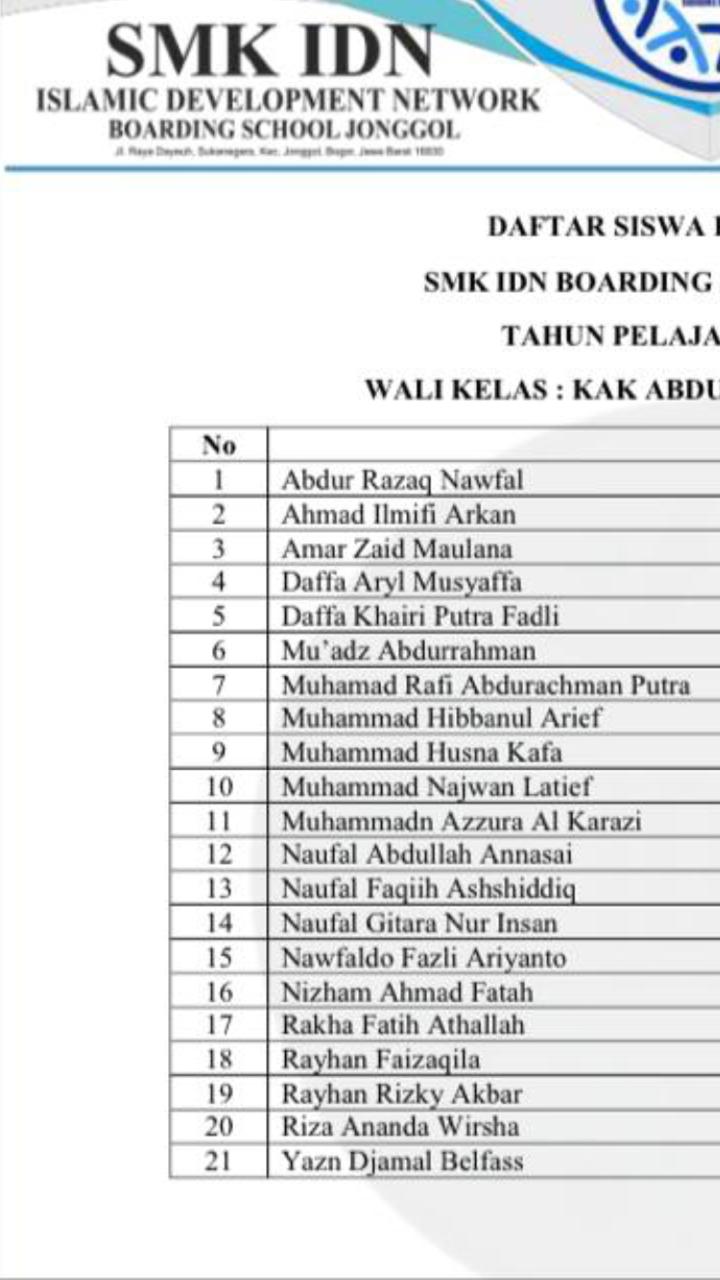 SMK IDN
ISLAMIC DEVELOPMENT NETWORK
BOARDING SCHOOL JONGGOL
Jl. Raya Dayeuh, Sukanegara, Kec. Jonggol, Bogor, Jawa Barat 16830
DAFTAR SISWA
SMK IDN BOARDING
TAHUN PELAJA
WALI KELAS : KAK ABDU
No
1 Abdur Razaq Nawfal
2 Ahmad Ilmifi Arkan
3 Amar Zaid Maulana
4 Daffa Aryl Musyaffa
5 Daffa Khairi Putra Fadli
6 Mu’adz Abdurrahman
7 Muhamad Rafi Abdurachman Putra
8 Muhammad Hibbanul Arief
9 Muhammad Husna Kafa
10 Muhammad Najwan Latief
11 Muhammadn Azzura Al Karazi
12 Naufal Abdullah Annasai
13 Naufal Faqiih Ashshiddiq
14 Naufal Gitara Nur Insan
15 Nawfaldo Fazli Ariyanto
16 Nizham Ahmad Fatah
17 Rakha Fatih Athallah
18 Rayhan Faizaqila
19 Rayhan Rizky Akbar
20 Riza Ananda Wirsha
21 Yazn Djamal Belfass